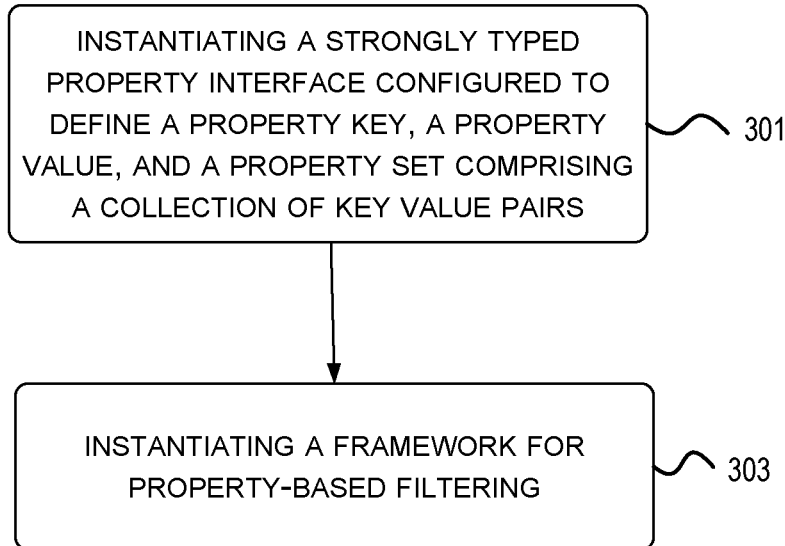 INSTANTIATING A STRONGLY TYPED
PROPERTY INTERFACE CONFIGURED TO
DEFINE A PROPERTY KEY, A PROPERTY
VALUE, AND A PROPERTY SET COMPRISING
A COLLECTION OF KEY VALUE PAIRS
301
INSTANTIATING A FRAMEWORK FOR
PROPERTY-BASED FILTERING
303